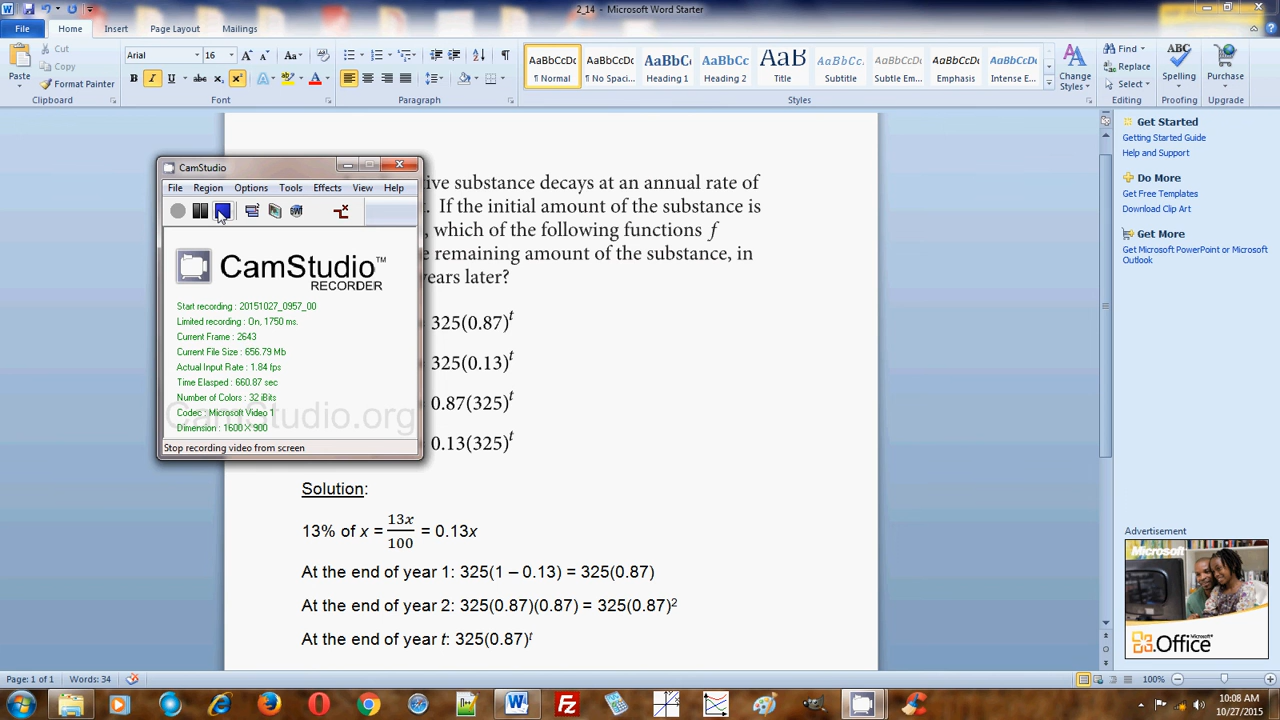 2_14 - Microsoft Word Starter
File
Home
Insert
Page Layout
Mailings
Paste
Cut
Copy
Format Painter
Clipboard
Arial
16
Font
Paragraph
AaBbCcDc
¶ Normal
AaBbCcDc
¶ No Spaci...
AaBbC
Heading 1
AaBbCc
Heading 2
AaB
Title
AaBbCcL
Subtitle
AaBbCcDc
Subtle Em...
AaBbCcDc
Emphasis
AaBbCcDc
Intense E...
Change
Styles
Styles
Find
Replace
Select
Editing
Spelling
Proofing
Purchase
Upgrade
CamStudio
File Region Options Tools Effects View Help
CamStudio™
RECORDER
Start recording : 20151027_0957_00
Limited recording : On, 1750 ms.
Current Frame : 2643
Current File Size : 656.79 Mb
Actual Input Rate : 1.84 fps
Time Elasped : 660.87 sec
Number of Colors : 32 iBits
Codec : Microsoft Video 1
Dimension : 1600 X 900
CamStudio.org
Stop recording video from screen
tive substance decays at an annual rate of
. If the initial amount of the substance is
, which of the following functions f
e remaining amount of the substance, in
years later?
325(0.87)ᵗ
325(0.13)ᵗ
0.87(325)ᵗ
0.13(325)ᵗ
Solution:
13% of x = 13x/100 = 0.13x
At the end of year 1: 325(1 – 0.13) = 325(0.87)
At the end of year 2: 325(0.87)(0.87) = 325(0.87)²
At the end of year t: 325(0.87)ᵗ
Get Started
Getting Started Guide
Help and Support
Do More
Get Free Templates
Download Clip Art
Get More
Get Microsoft PowerPoint or Microsoft
Outlook
Advertisement
Microsoft
Office
Page: 1 of 1
Words: 34
100%
10:08 AM
10/27/2015